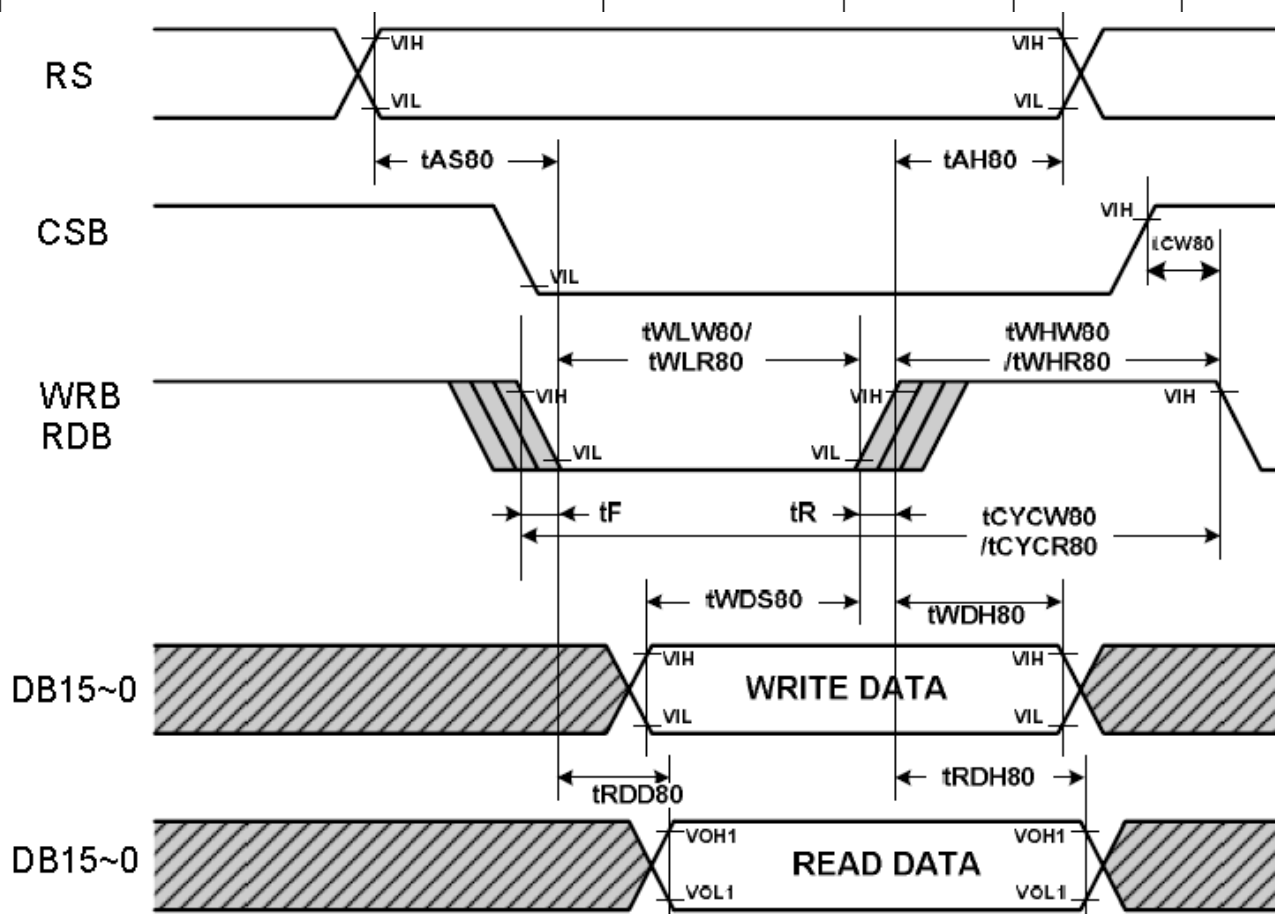 RS
VIH
VIH
VIL
VIL
tAS80
tAH80
CSB
VIH
tCW80
VIL
tWLW80/
tWLR80
tWHW80
/tWHR80
WRB
RDB
VIH
VIH
VIH
VIL
VIL
tF
tR
tCYCW80
/tCYCR80
tWDS80
tWDH80
DB15~0
VIH
VIH
WRITE DATA
VIL
VIL
tRDD80
tRDH80
DB15~0
VOH1
VOH1
READ DATA
VOL1
VOL1